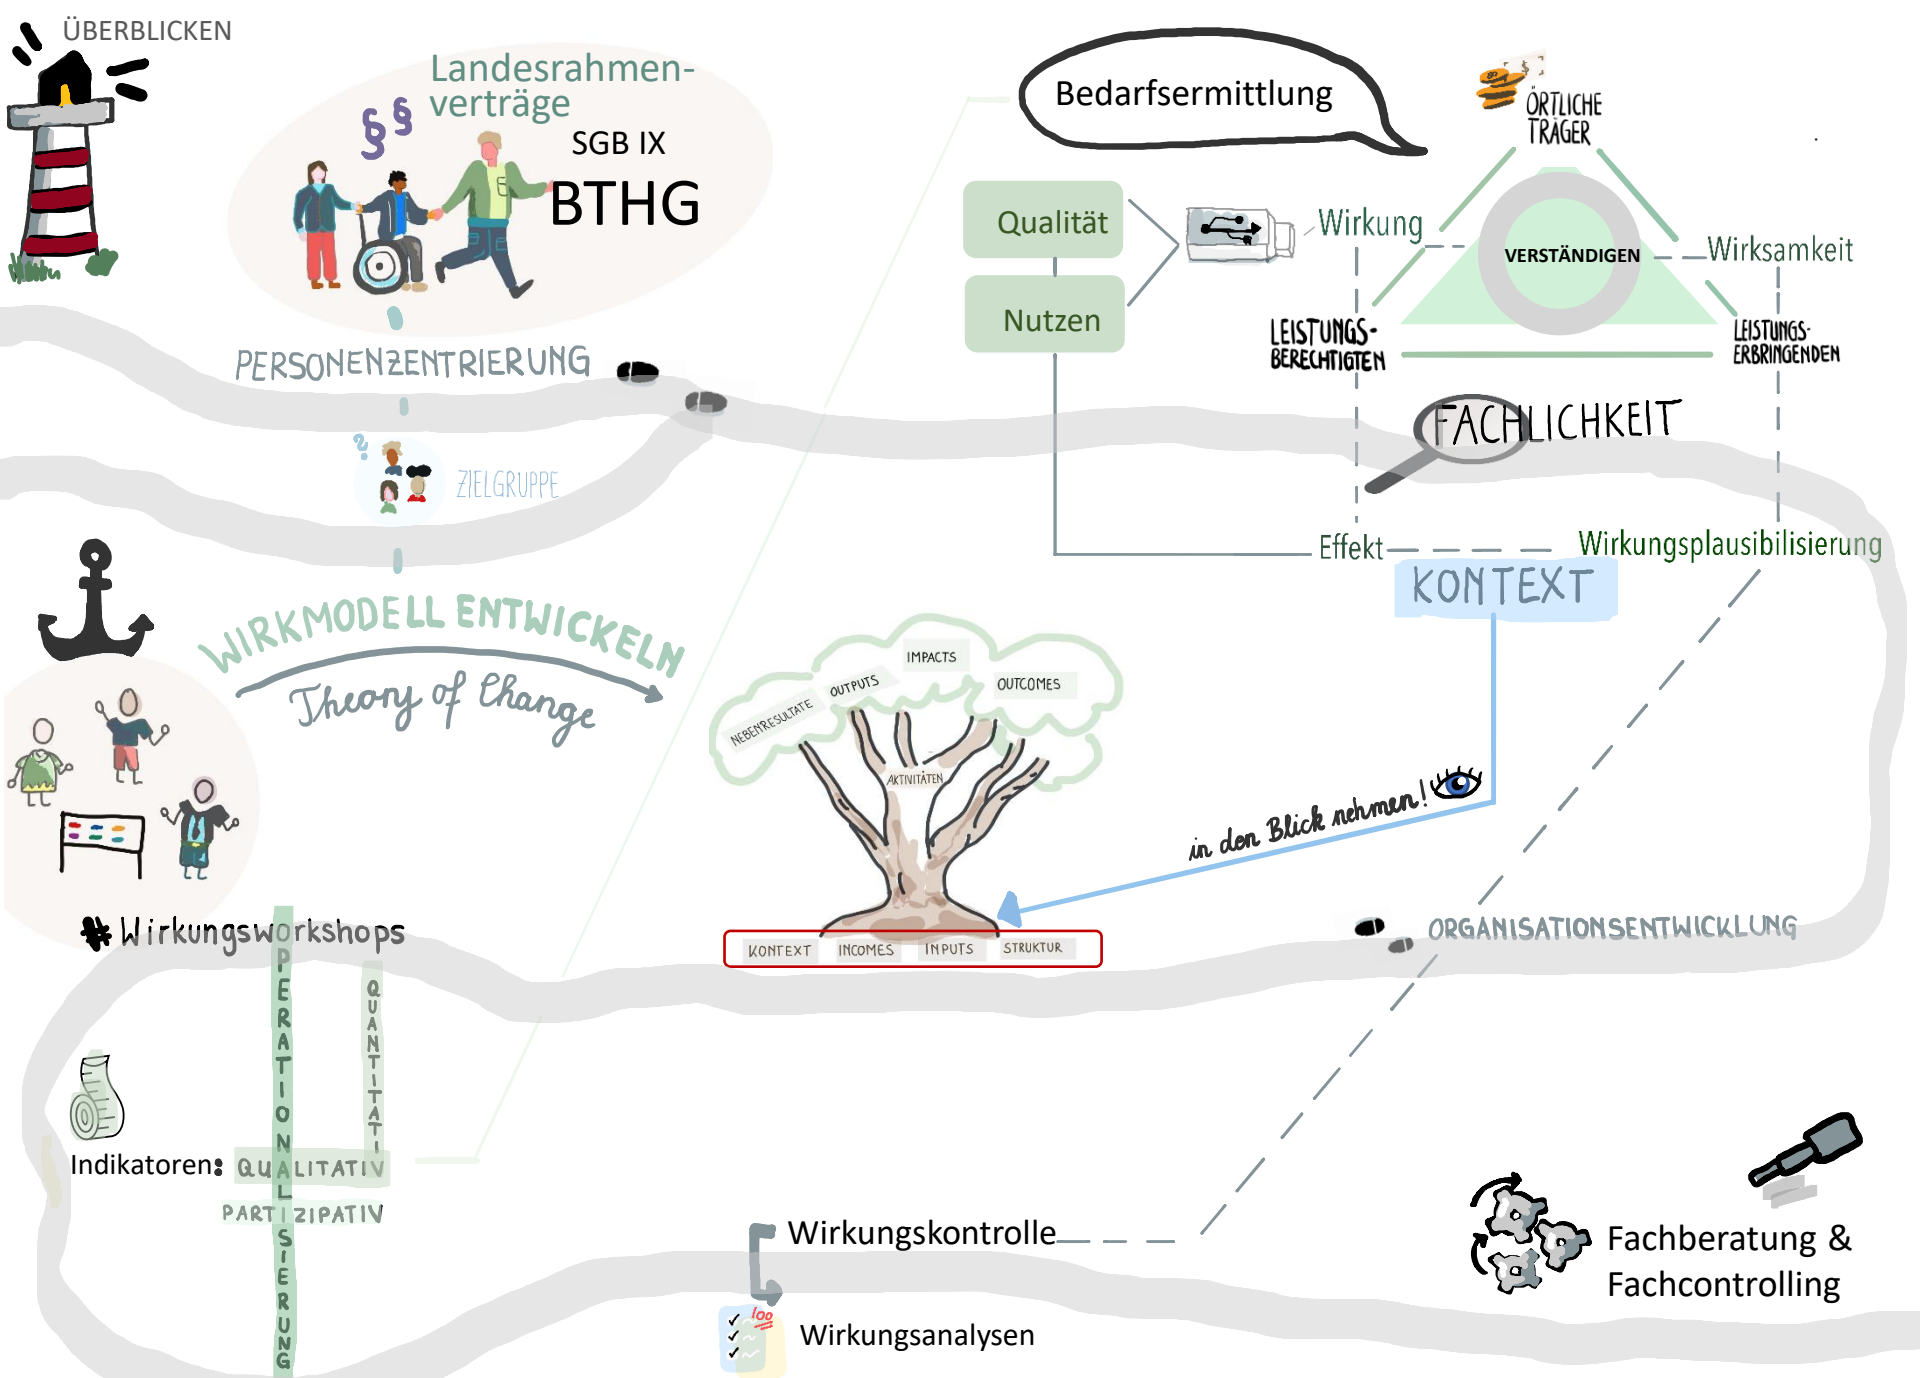 ÜBERBLICKEN
Landesrahmen-
verträge
§§
SGB IX
BTHG
PERSONENZENTRIERUNG
?
ZIELGRUPPE
WIRKMODELL ENTWICKELN
Theory of Change
Bedarfsermittlung
$
ÖRTLICHE
TRÄGER
Qualität
Nutzen
Wirkung
VERSTÄNDIGEN
Wirksamkeit
LEISTUNGS-
BERECHTIGTEN
LEISTUNGS-
ERBRINGENDEN
FACHLICHKEIT
Effekt
Wirkungsplausibilisierung
KONTEXT
in den Blick nehmen!
IMPACTS
OUTPUTS
OUTCOMES
NEBENRESULTATE
AKTIVITÄTEN
KONTEXT
INCOMES
INPUTS
STRUKTUR
ORGANISATIONSENTWICKLUNG
#Wirkungsworkshops
OPERATIONALISIERUNG
QUANTITATIV
Indikatoren:
QUALITATIV
PARTIZIPATIV
Wirkungskontrolle
100
Wirkungsanalysen
Fachberatung &
Fachcontrolling